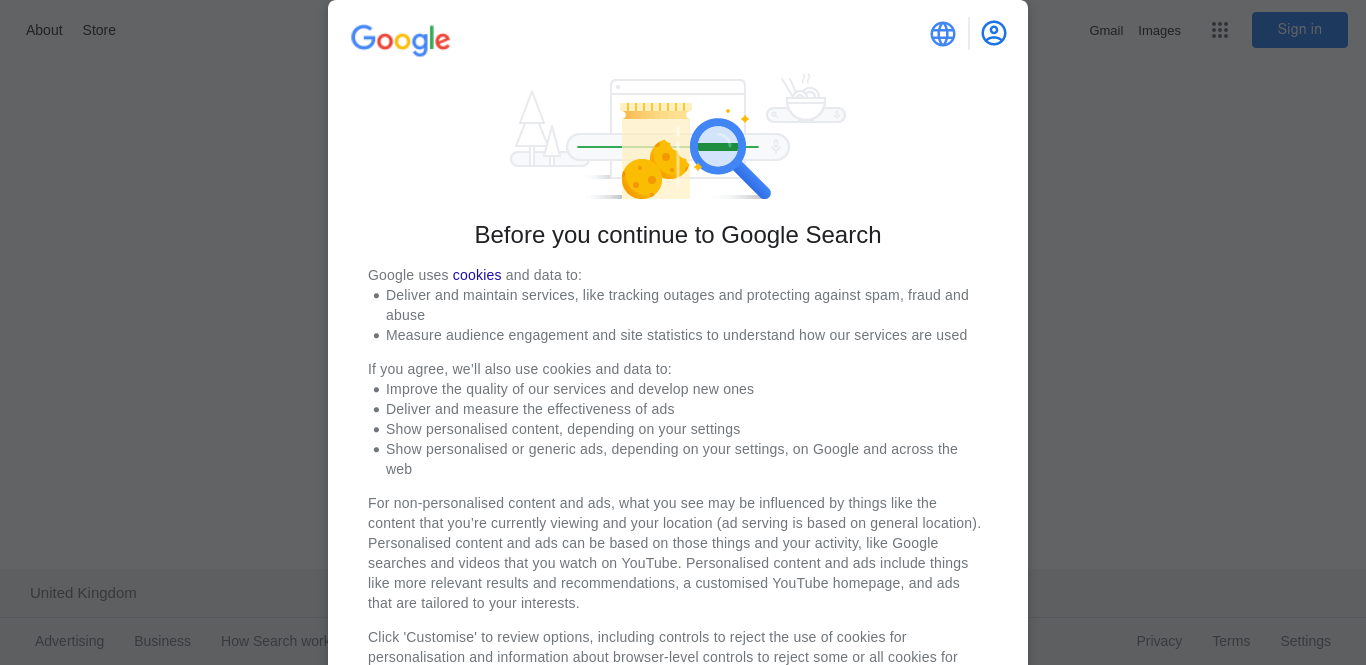 About Store
Gmail Images Sign in
Google
Before you continue to Google Search
Google uses cookies and data to:
Deliver and maintain services, like tracking outages and protecting against spam, fraud and
abuse
Measure audience engagement and site statistics to understand how our services are used
If you agree, we’ll also use cookies and data to:
Improve the quality of our services and develop new ones
Deliver and measure the effectiveness of ads
Show personalised content, depending on your settings
Show personalised or generic ads, depending on your settings, on Google and across the
web
For non-personalised content and ads, what you see may be influenced by things like the
content that you’re currently viewing and your location (ad serving is based on general location).
Personalised content and ads can be based on those things and your activity, like Google
searches and videos that you watch on YouTube. Personalised content and ads include things
like more relevant results and recommendations, a customised YouTube homepage, and ads
that are tailored to your interests.
Click 'Customise' to review options, including controls to reject the use of cookies for
personalisation and information about browser-level controls to reject some or all cookies for
United Kingdom
Advertising Business How Search work
Privacy Terms Settings